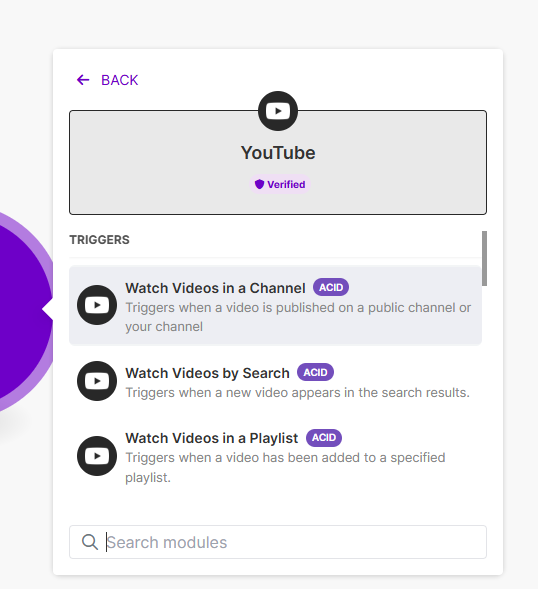 BACK
YouTube
Verified
TRIGGERS
Watch Videos in a Channel ACID
Triggers when a video is published on a public channel or
your channel
Watch Videos by Search ACID
Triggers when a new video appears in the search results.
Watch Videos in a Playlist ACID
Triggers when a video has been added to a specified
playlist.
Search modules